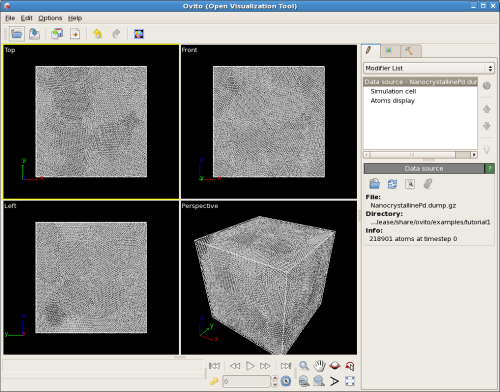 Ovito (Open Visualization Tool)
File Edit Options Help
Top
Front
Left
Perspective
y
x
z
x
z
y
z
y
x
0
Modifier List
Data source - NanocrystallinePd.dum
Simulation cell
Atoms display
Data source
?
File:
NanocrystallinePd.dump.gz
Directory:
...lease/share/ovito/examples/tutorial1
Info:
218901 atoms at timestep 0